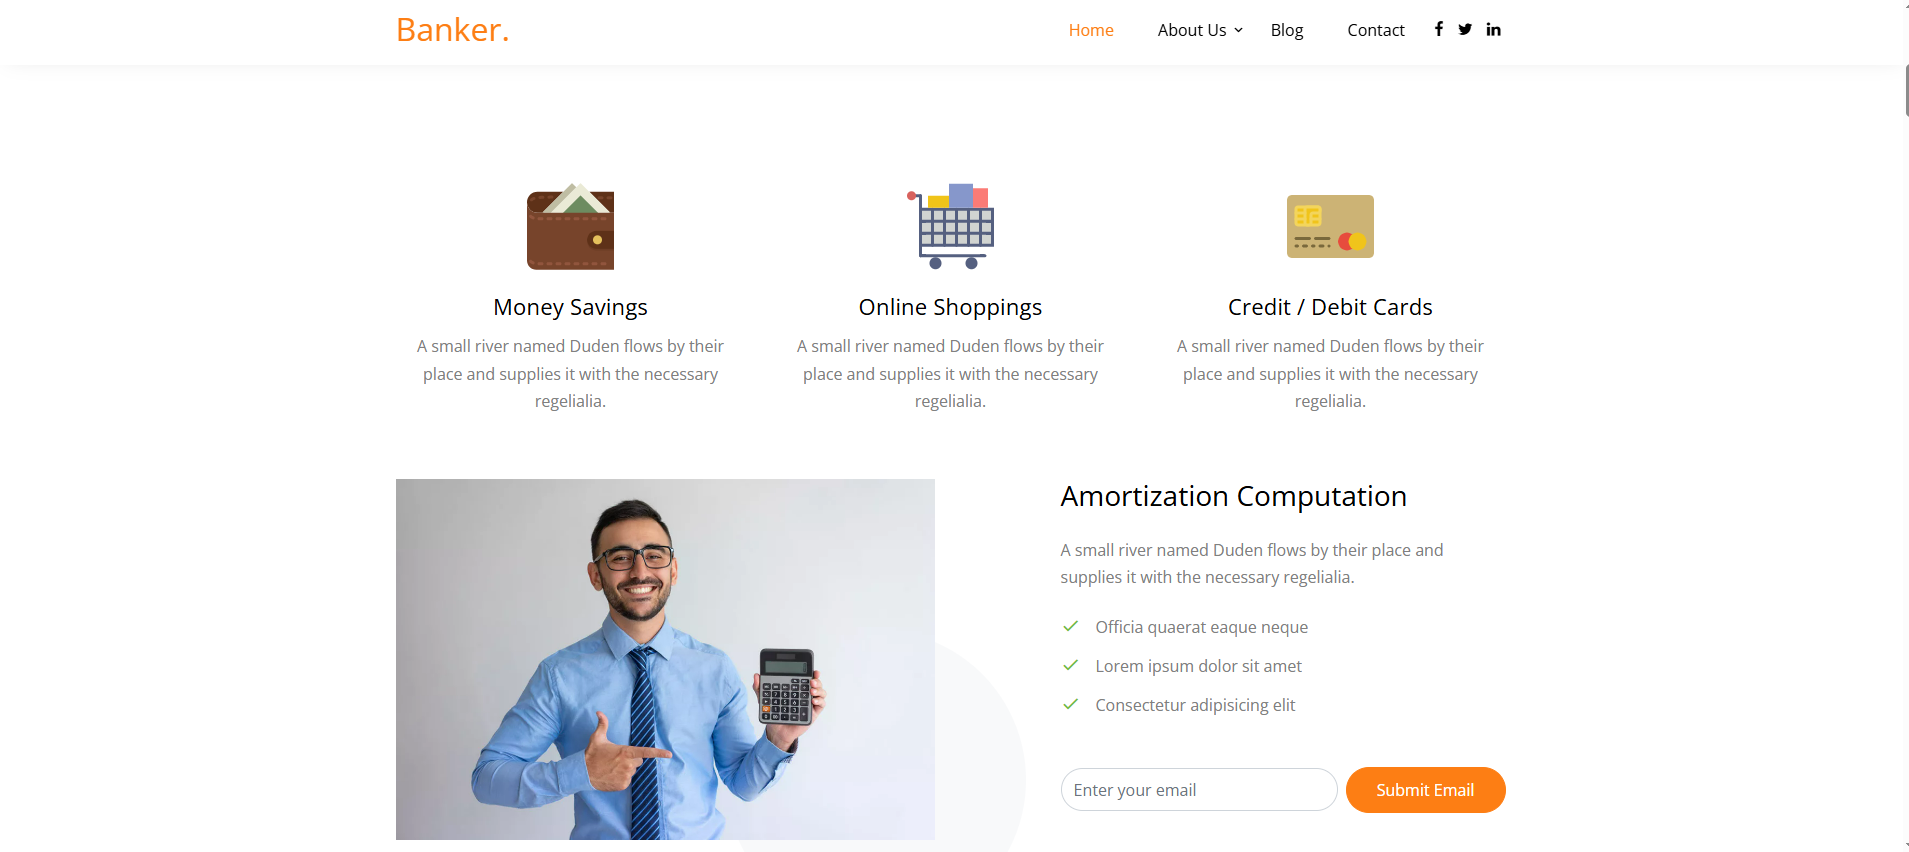 Banker.
Home
About Us
Blog
Contact
Money Savings
A small river named Duden flows by their
place and supplies it with the necessary
regelialia.
Online Shoppings
A small river named Duden flows by their
place and supplies it with the necessary
regelialia.
Credit / Debit Cards
A small river named Duden flows by their
place and supplies it with the necessary
regelialia.
Amortization Computation
A small river named Duden flows by their place and
supplies it with the necessary regelialia.
Officia quaerat eaque neque
Lorem ipsum dolor sit amet
Consectetur adipisicing elit
Enter your email
Submit Email